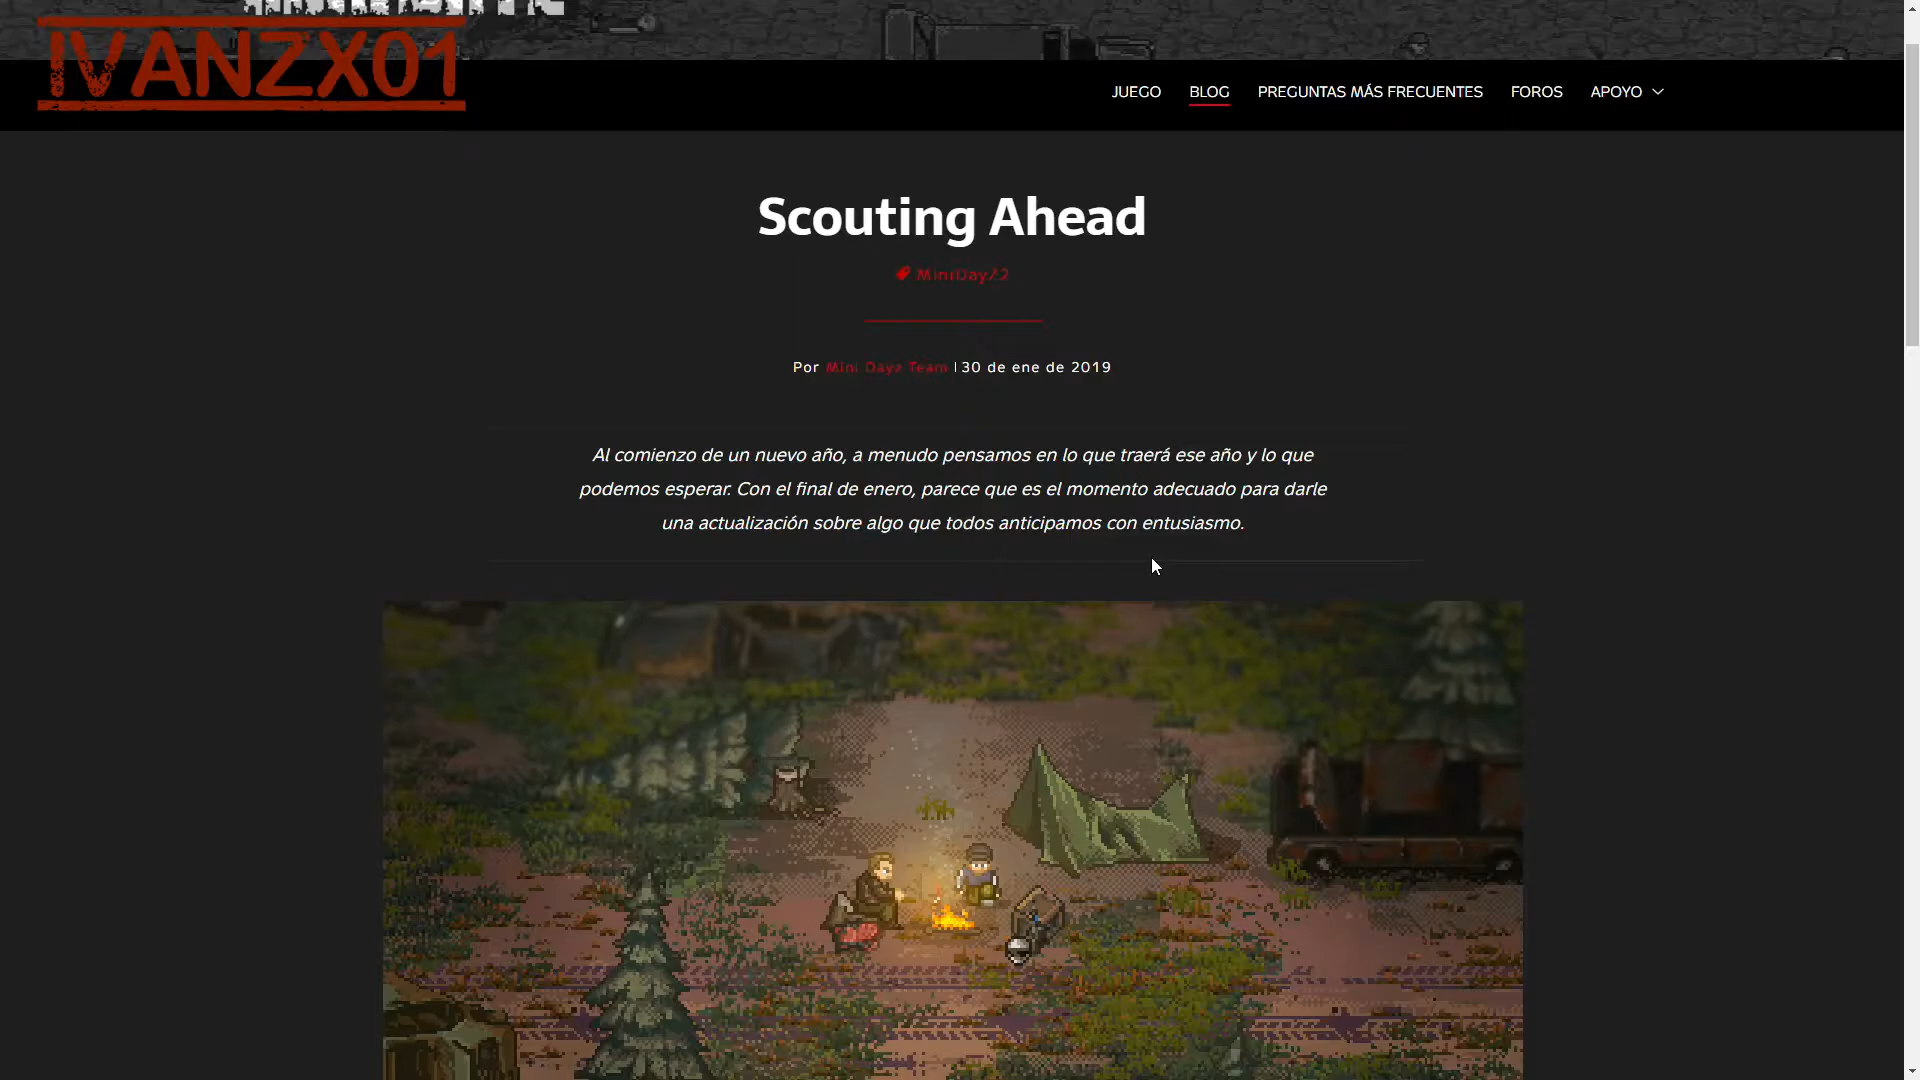 IVANZX01
JUEGO BLOG PREGUNTAS MÁS FRECUENTES FOROS APOYO
Scouting Ahead
MiniDayZ2
Por Mini Dayz Team | 30 de ene de 2019
Al comienzo de un nuevo año, a menudo pensamos en lo que traerá ese año y lo que
podemos esperar. Con el final de enero, parece que es el momento adecuado para darle
una actualización sobre algo que todos anticipamos con entusiasmo.